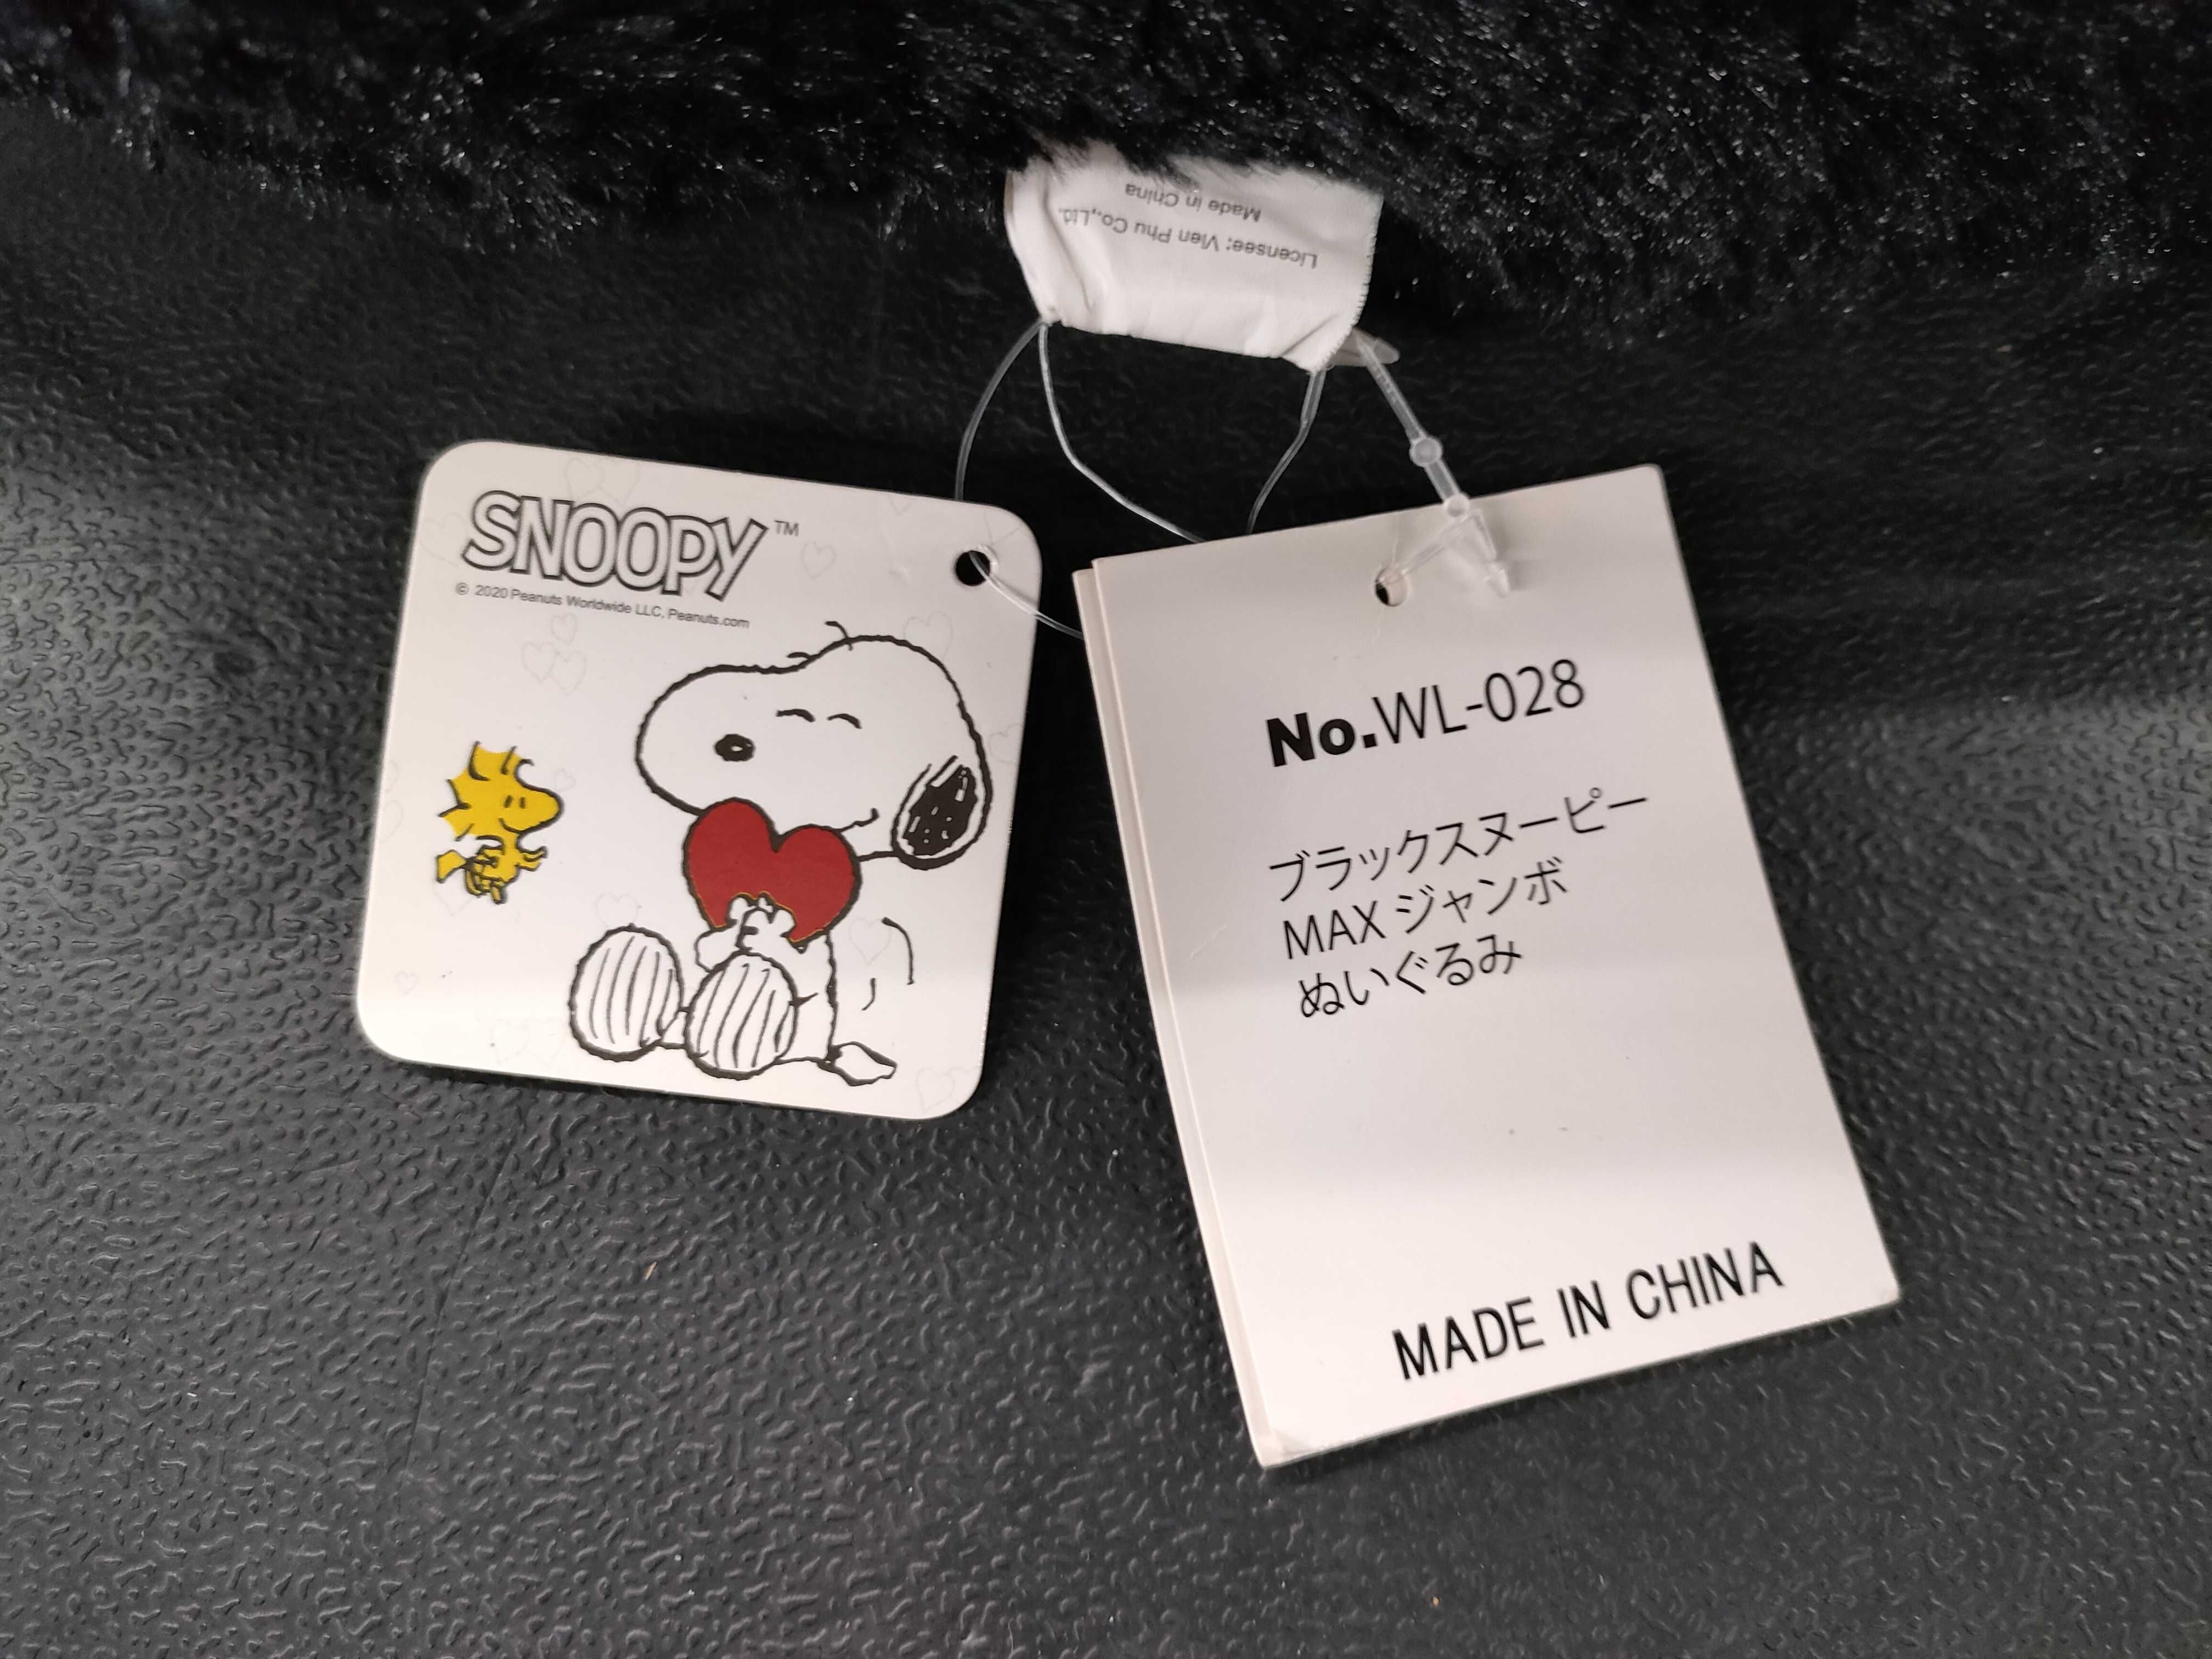 Licensee: Vien Phu Co.,Ltd.
Made in China
SNOOPY™
© 2020 Peanuts Worldwide LLC, Peanuts.com
No.WL-028
ブラックスヌーピー
MAX ジャンボ
ぬいぐるみ
MADE IN CHINA